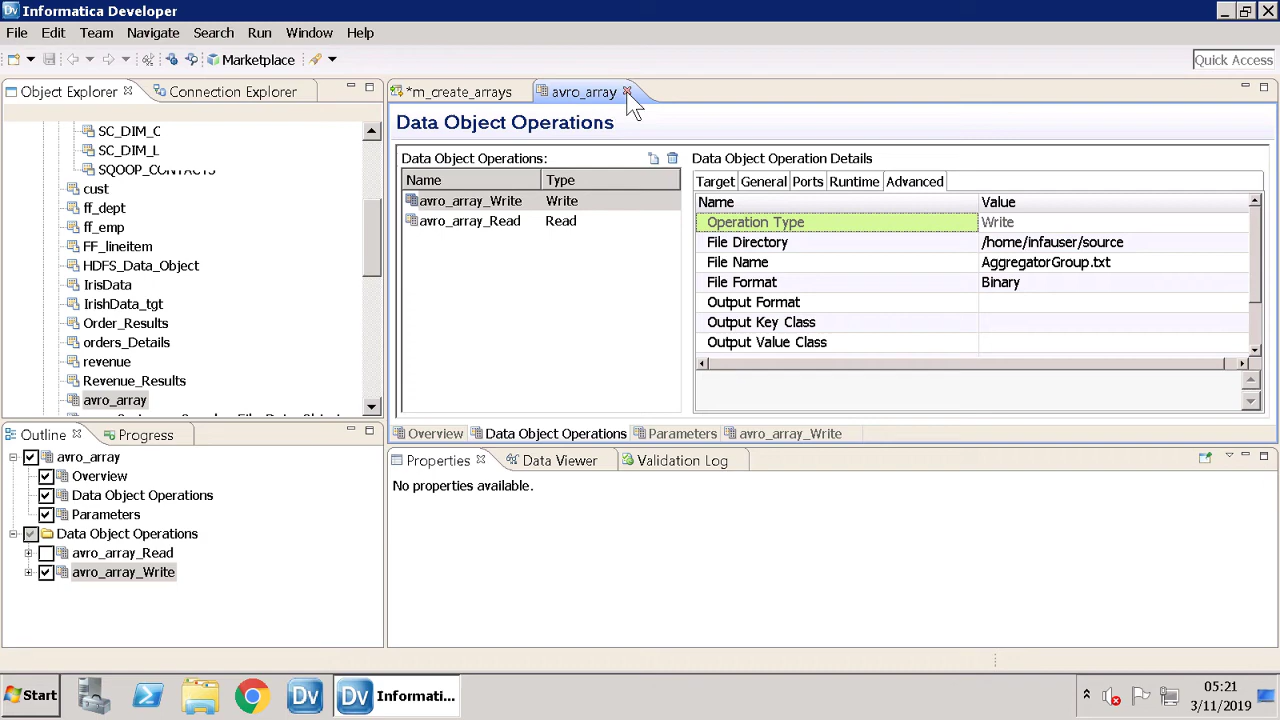 Informatica Developer
File Edit Team Navigate Search Run Window Help
Marketplace
Quick Access
Object Explorer Connection Explorer
SC_DIM_C
SC_DIM_L
SQOOP_CONTACTS
cust
ff_dept
ff_emp
FF_lineitem
HDFS_Data_Object
IrisData
IrishData_tgt
Order_Results
orders_Details
revenue
Revenue_Results
avro_array
*m_create_arrays avro_array
Data Object Operations
Data Object Operations:
Name Type
avro_array_Write Write
avro_array_Read Read
Data Object Operation Details
Target General Ports Runtime Advanced
Name Value
Operation Type Write
File Directory /home/infauser/source
File Name AggregatorGroup.txt
File Format Binary
Output Format
Output Key Class
Output Value Class
Overview Data Object Operations Parameters avro_array_Write
Outline Progress
avro_array
Overview
Data Object Operations
Parameters
Data Object Operations
avro_array_Read
avro_array_Write
Properties Data Viewer Validation Log
No properties available.
Start
Dv
Dv Informati...
05:21
3/11/2019